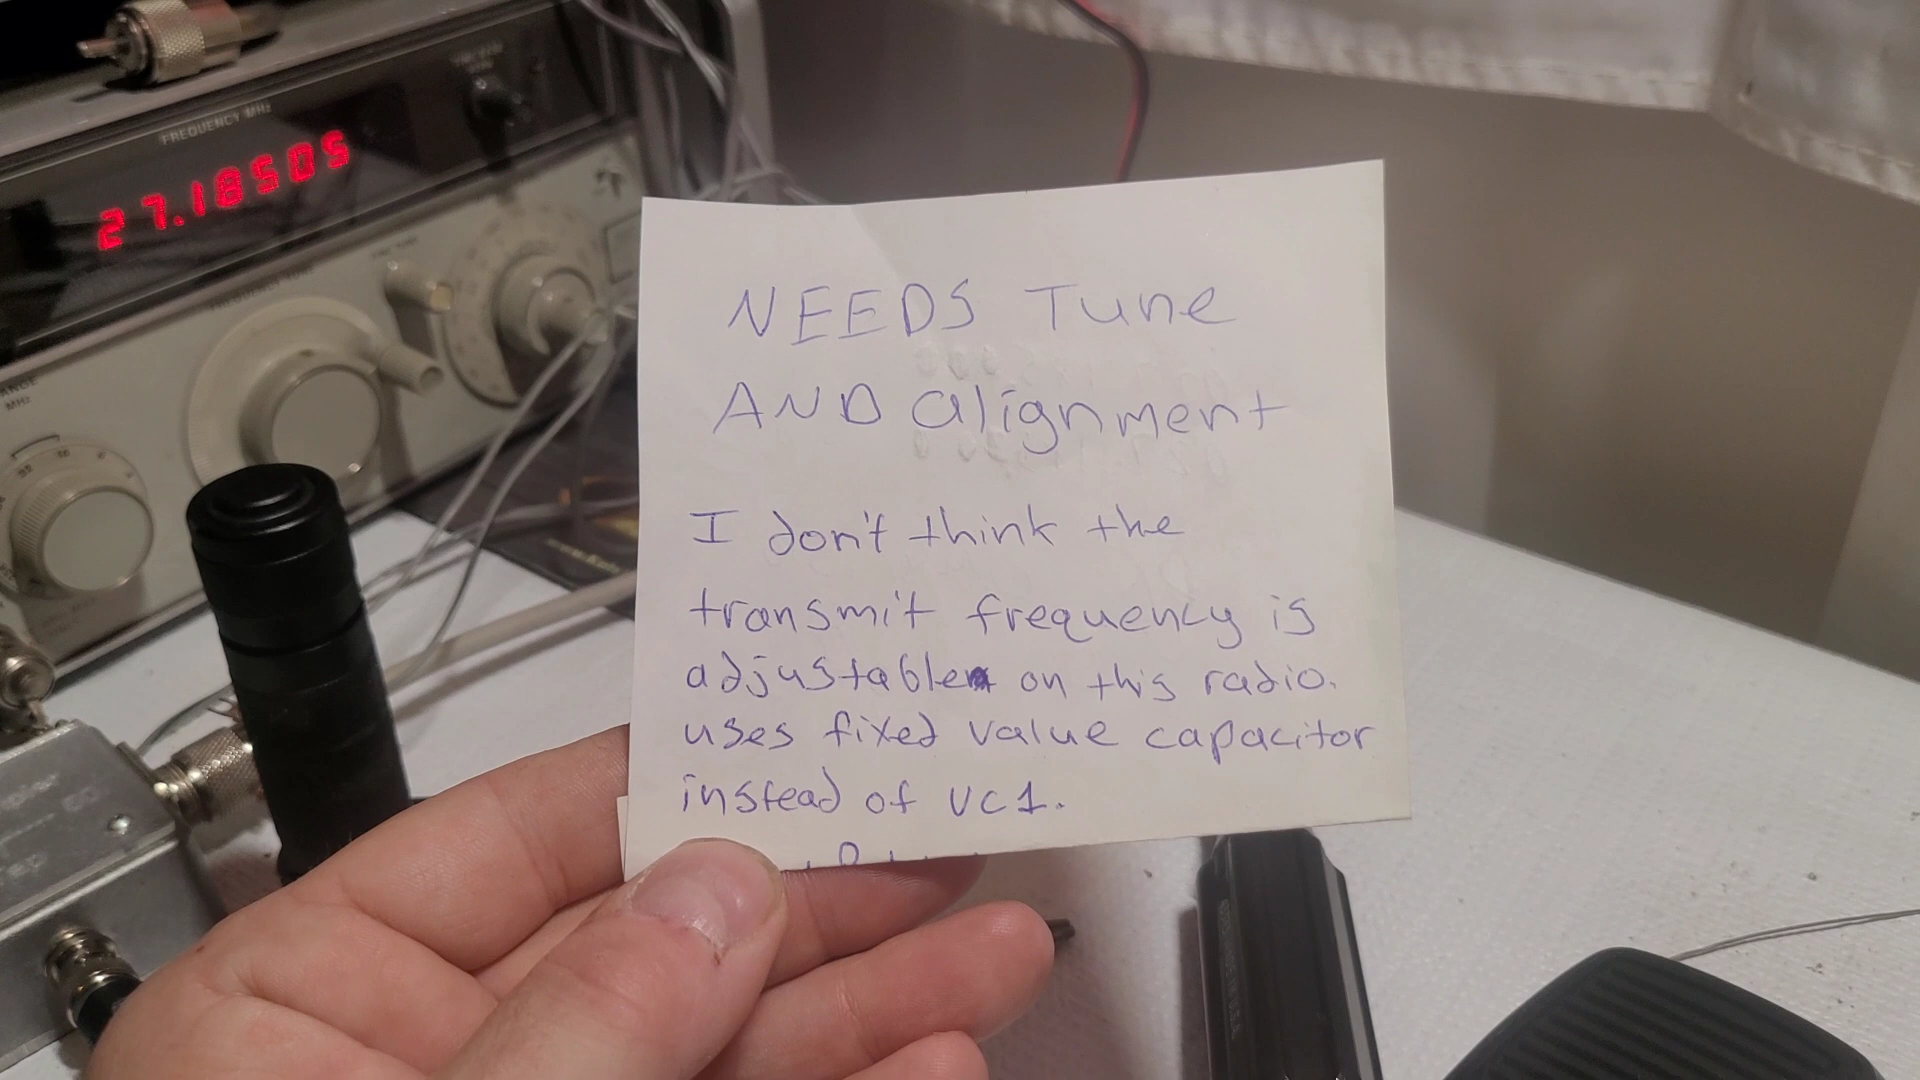 FREQUENCY MHz
27.18505
NEEDS Tune
AND alignment
I don't think the
transmit frequency is
adjustable on this radio.
uses fixed value capacitor
instead of VC1.